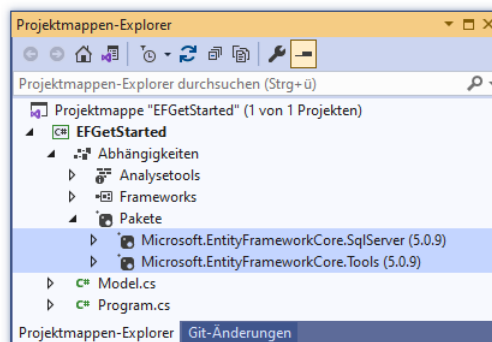 Projektmappen-Explorer
Projektmappen-Explorer durchsuchen (Strg+ü)
Projektmappe "EFGetStarted" (1 von 1 Projekten)
C# EFGetStarted
Abhängigkeiten
Analysetools
Frameworks
Pakete
Microsoft.EntityFrameworkCore.SqlServer (5.0.9)
Microsoft.EntityFrameworkCore.Tools (5.0.9)
C# Model.cs
C# Program.cs
Projektmappen-Explorer Git-Änderungen